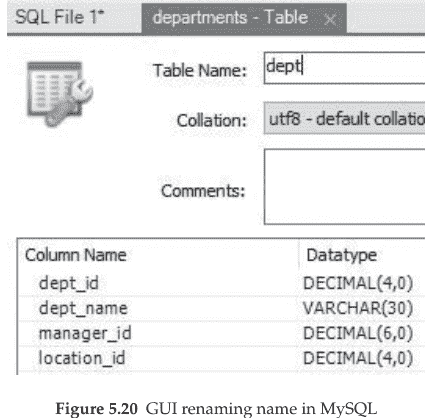 SQL File 1* departments - Table ×
Table Name: dept
Collation: utf8 - default collatio
Comments:
Column Name Datatype
dept_id DECIMAL(4,0)
dept_name VARCHAR(30)
manager_id DECIMAL(6,0)
location_id DECIMAL(4,0)
Figure 5.20 GUI renaming name in MySQL